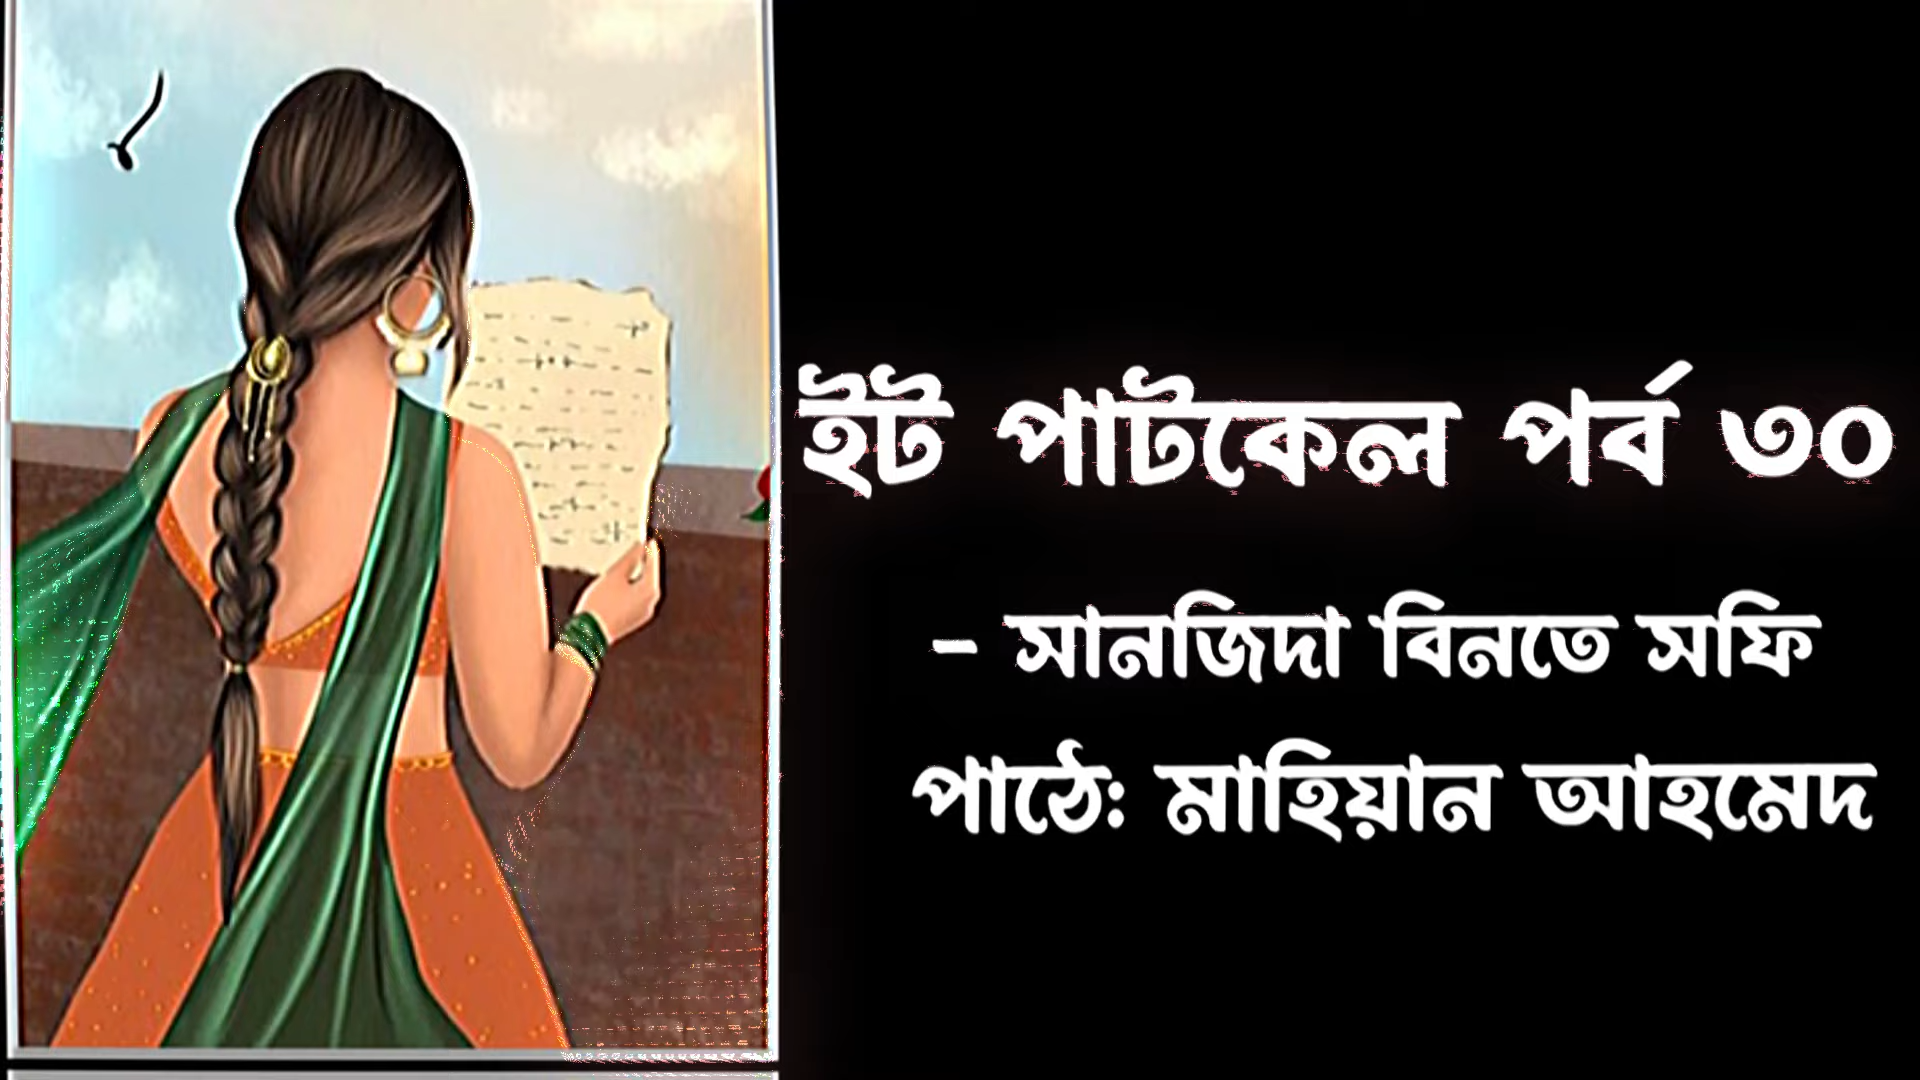 ইট পাটকেল পর্ব ৩০
- সানজিদা বিনতে সফি
পাঠে: মাহিয়ান আহমেদ